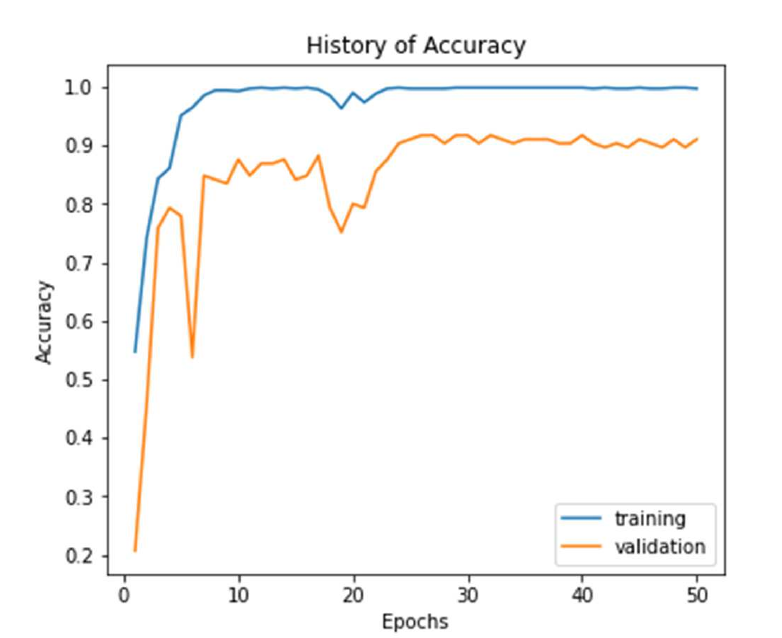 History of Accuracy
1.0
0.9
0.8
0.7
0.6
0.5
0.4
0.3
0.2
Accuracy
training
validation
0 10 20 30 40 50
Epochs